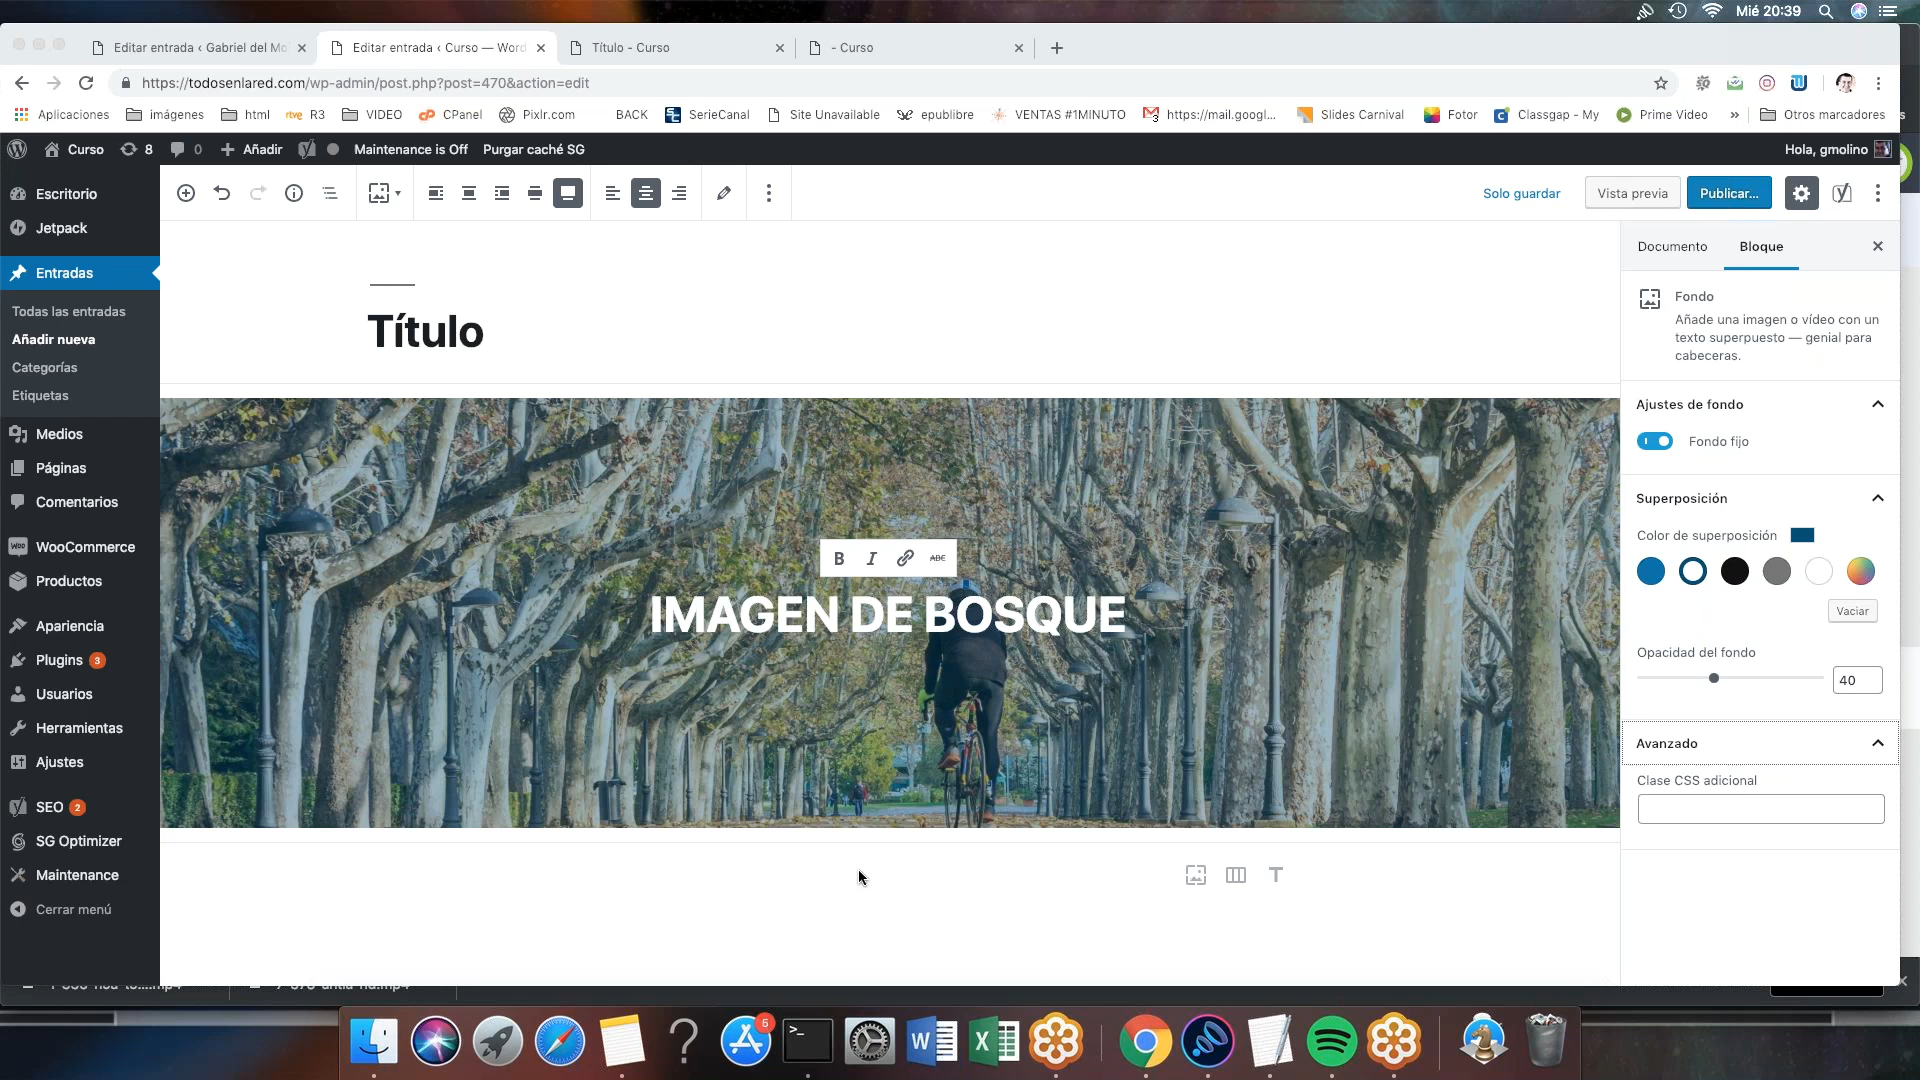 Mié 20:39
Editar entrada ‹ Gabriel del Mo
Editar entrada ‹ Curso — Word
Título - Curso
- Curso
https://todosenlared.com/wp-admin/post.php?post=470&action=edit
Aplicaciones
imágenes
html
rtve R3
VIDEO
cP CPanel
Pixlr.com
BACK
SerieCanal
Site Unavailable
epublibre
VENTAS #1MINUTO
https://mail.googl...
Slides Carnival
Fotor
Classgap - My
Prime Video
»
Otros marcadores
Curso
8
0
Añadir
Maintenance is Off
Purgar caché SG
Hola, gmolino
Escritorio
Jetpack
Entradas
Todas las entradas
Añadir nueva
Categorías
Etiquetas
Medios
Páginas
Comentarios
WooCommerce
Productos
Apariencia
Plugins 3
Usuarios
Herramientas
Ajustes
SEO 2
SG Optimizer
Maintenance
Cerrar menú
Solo guardar
Vista previa
Publicar...
Título
B I ABC
IMAGEN DE BOSQUE
Documento
Bloque
Fondo
Añade una imagen o vídeo con un
texto superpuesto — genial para
cabeceras.
Ajustes de fondo
Fondo fijo
Superposición
Color de superposición
Vaciar
Opacidad del fondo
40
Avanzado
Clase CSS adicional
5